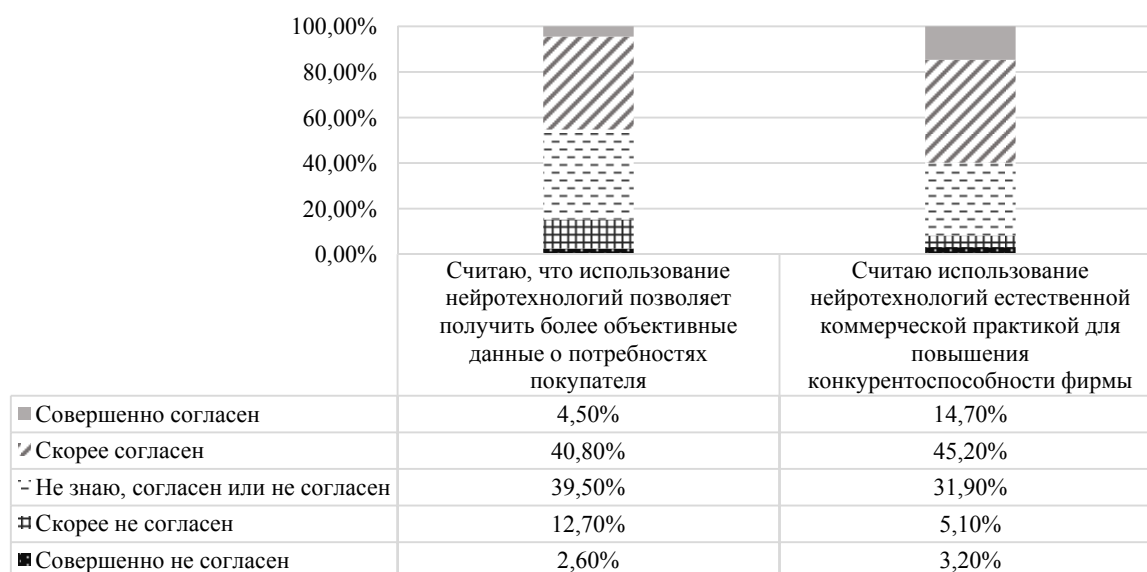 100,00%
80,00%
60,00%
40,00%
20,00%
0,00%
Считаю, что использование
нейротехнологий позволяет
получить более объективные
данные о потребностях
покупателя
Считаю использование
нейротехнологий естественной
коммерческой практикой для
повышения
конкурентоспособности фирмы
Совершенно согласен 4,50% 14,70%
Скорее согласен 40,80% 45,20%
Не знаю, согласен или не согласен 39,50% 31,90%
Скорее не согласен 12,70% 5,10%
Совершенно не согласен 2,60% 3,20%